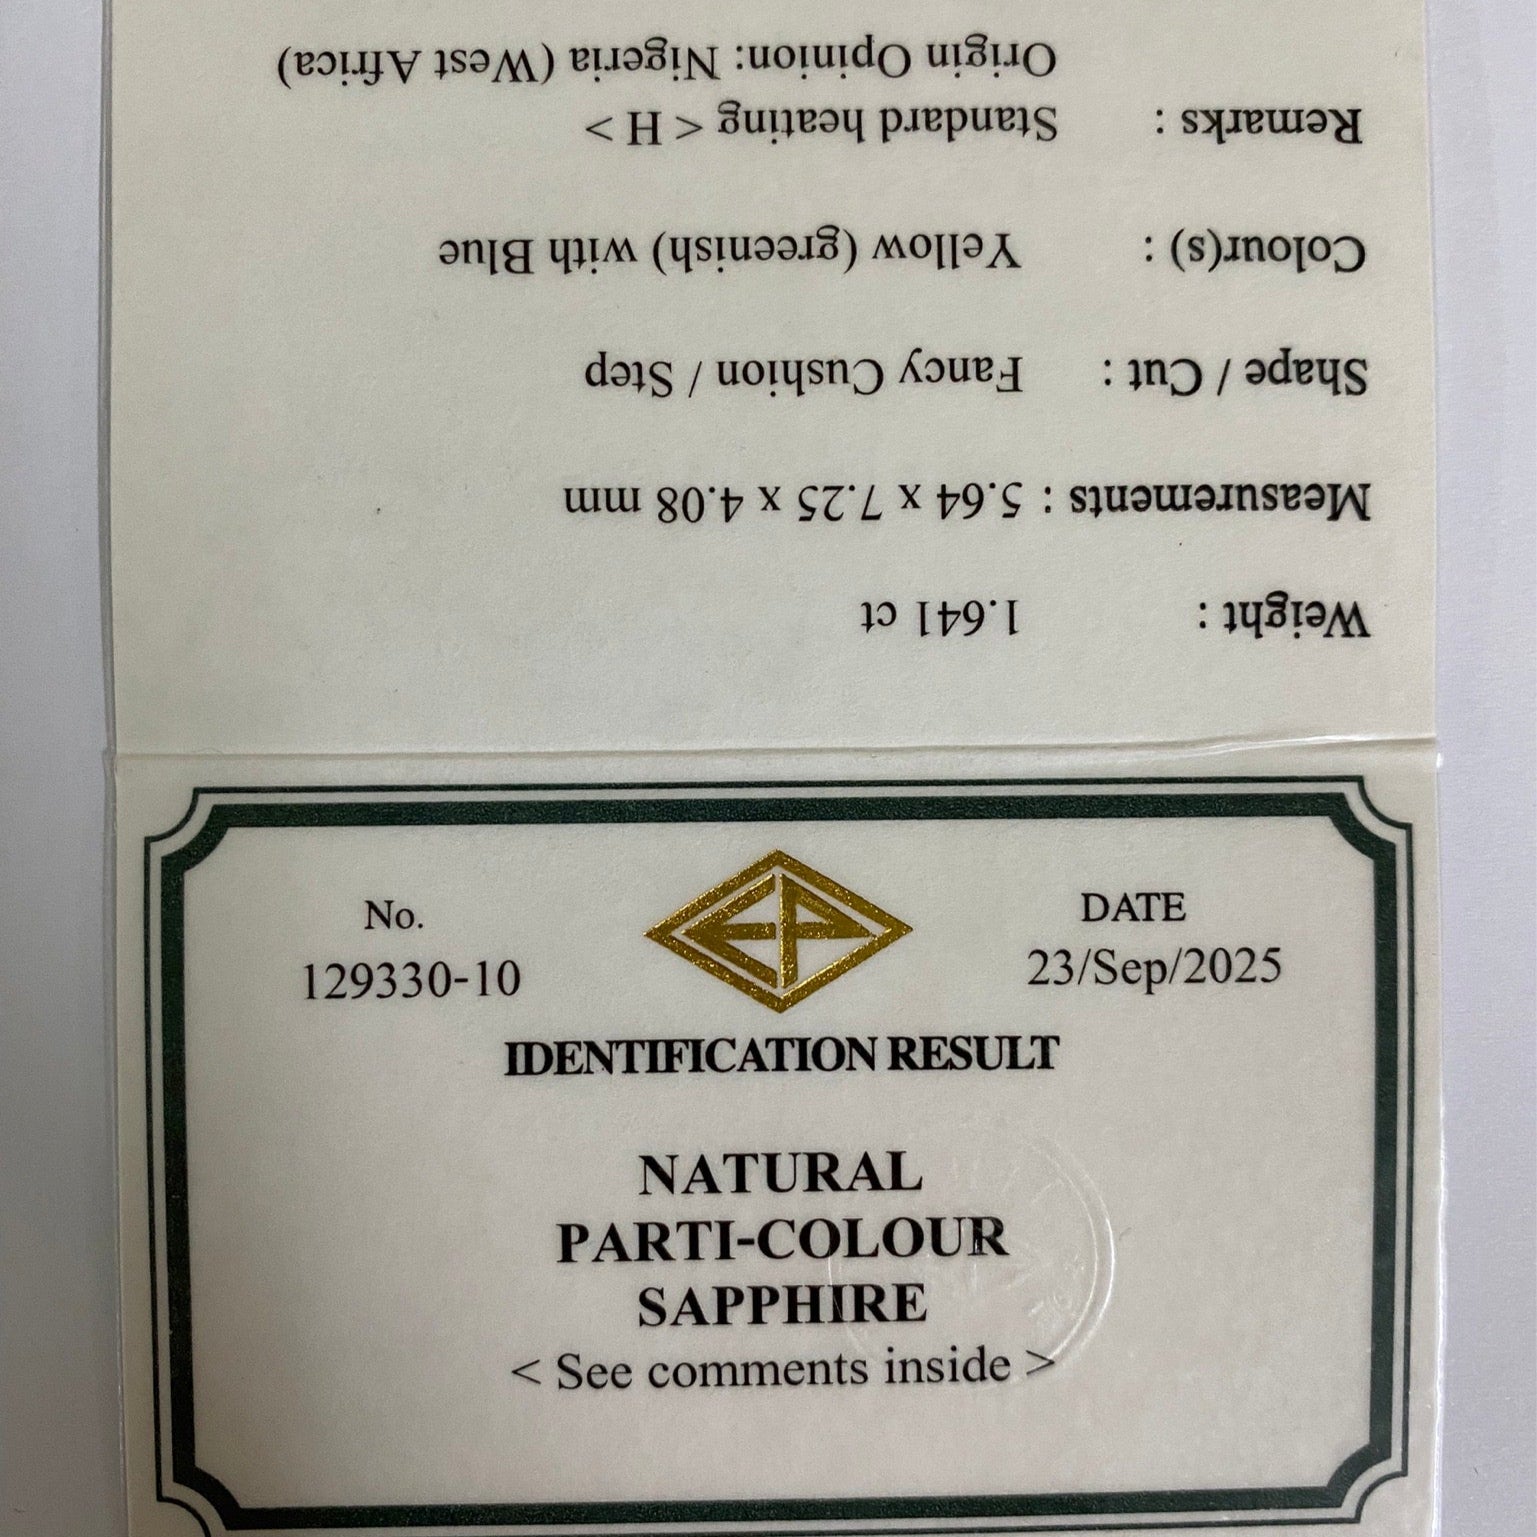 Weight : 1.641 ct
Measurements : 5.64 x 7.25 x 4.08 mm
Shape / Cut : Fancy Cushion / Step
Colour(s) : Yellow (greenish) with Blue
Remarks : Standard heating < H >
Origin Opinion: Nigeria (West Africa)
No.
129330-10
EP
DATE
23/Sep/2025
IDENTIFICATION RESULT
NATURAL
PARTI-COLOUR
SAPPHIRE
< See comments inside >